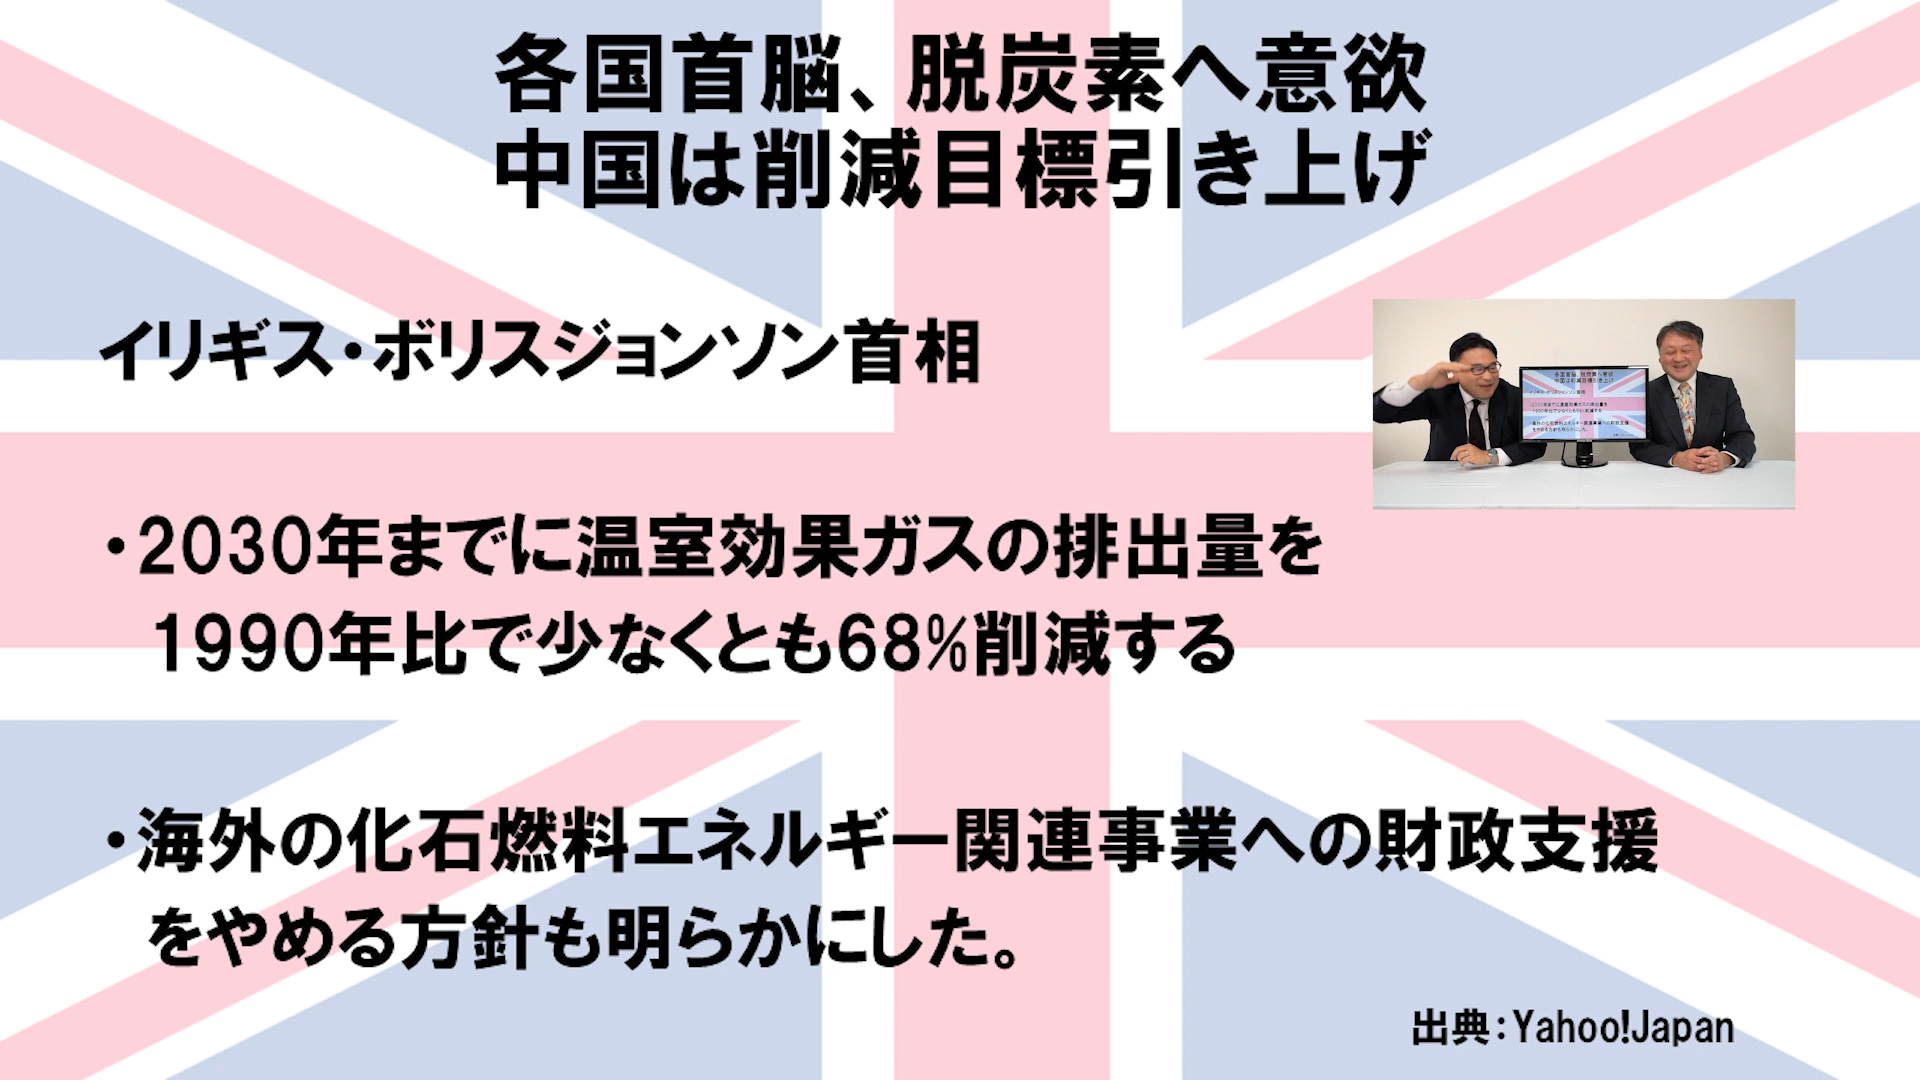 各国首脳、脱炭素へ意欲
中国は削減目標引き上げ
イリギス・ボリスジョンソン首相
・2030年までに温室効果ガスの排出量を
1990年比で少なくとも68%削減する
・海外の化石燃料エネルギー関連事業への財政支援
をやめる方針も明らかにした。
出典：Yahoo!Japan